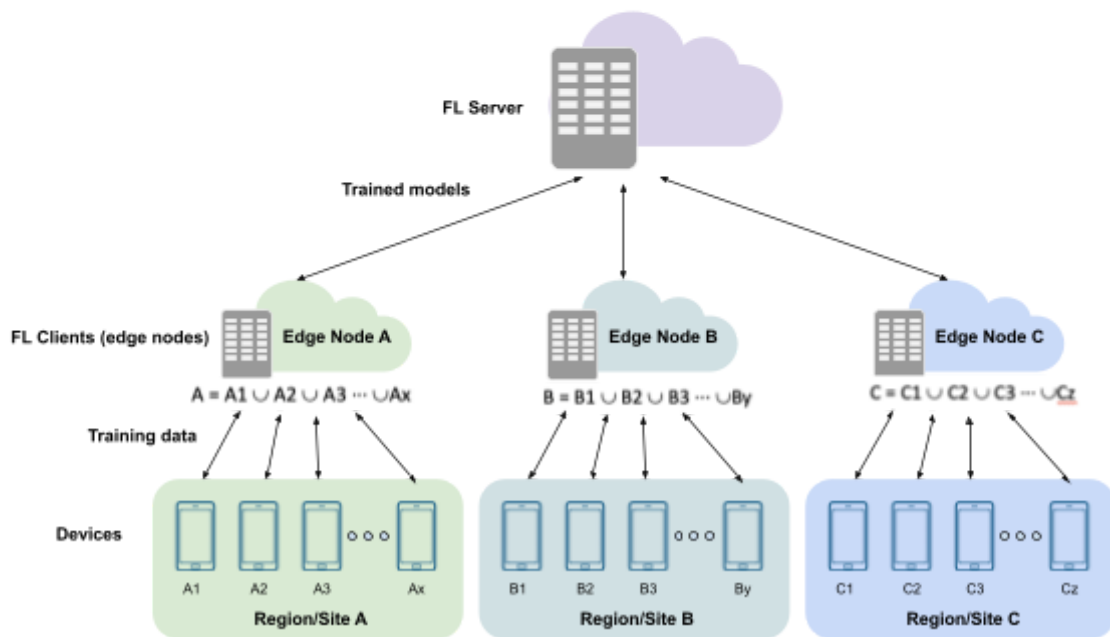 FL Server
Trained models
FL Clients (edge nodes)
Edge Node A
Edge Node B
Edge Node C
A = A1 ∪ A2 ∪ A3 ··· ∪Ax
B = B1 ∪ B2 ∪ B3 ··· ∪By
C = C1 ∪ C2 ∪ C3 ··· ∪Cz
Training data
Devices
A1 A2 A3 Ax
B1 B2 B3 By
C1 C2 C3 Cz
Region/Site A
Region/Site B
Region/Site C